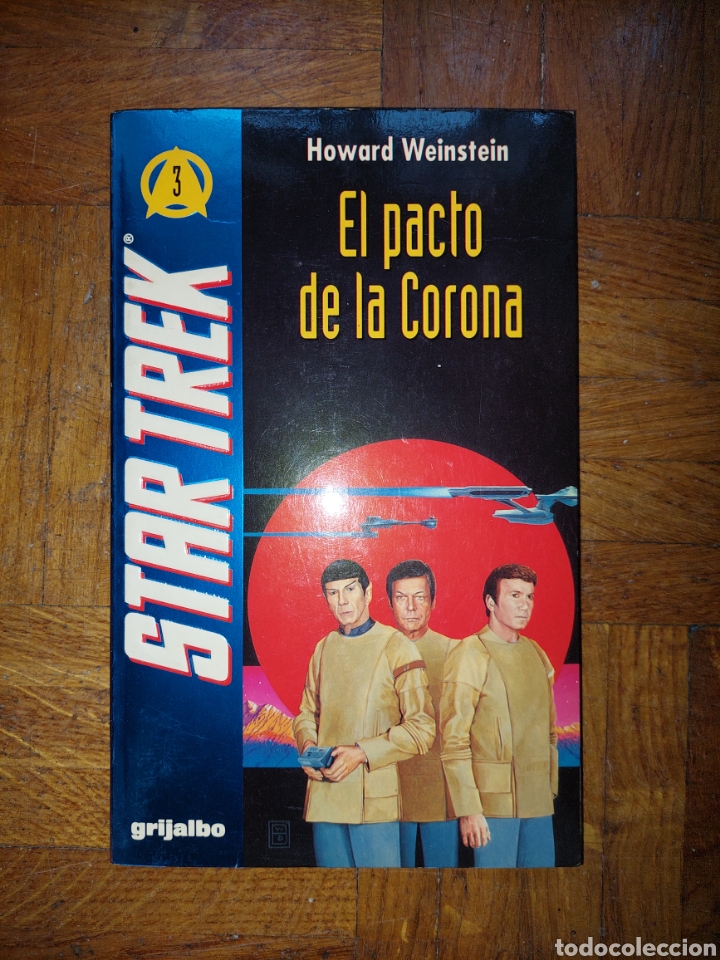 3
STAR TREK®
Howard Weinstein
El pacto
de la Corona
grijalbo
todocoleccion